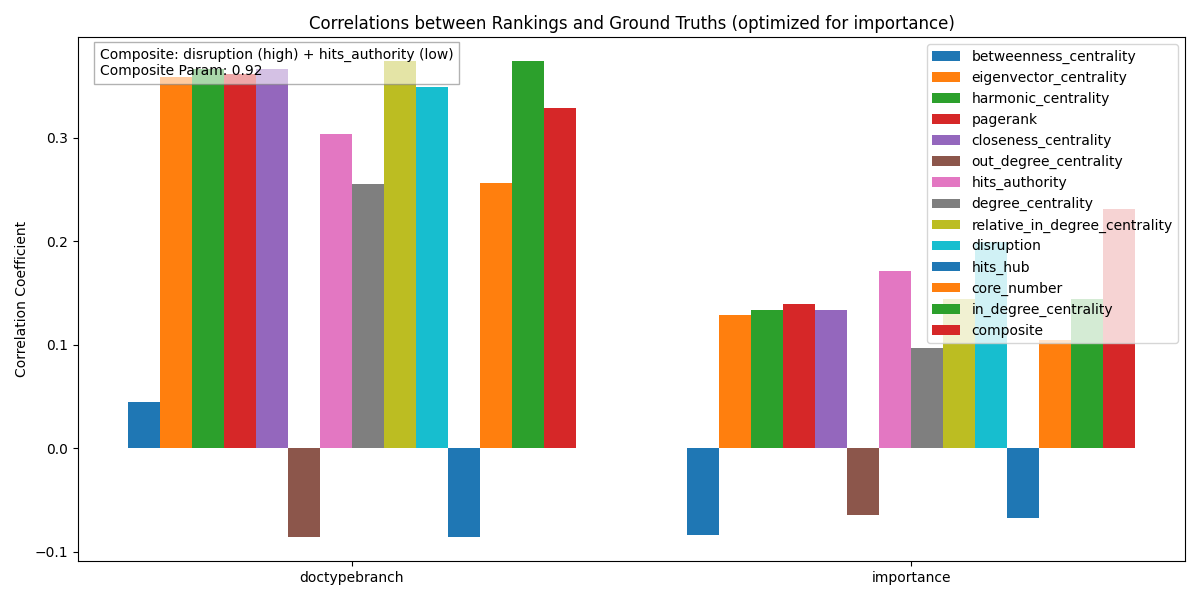 Correlations between Rankings and Ground Truths (optimized for importance)
Composite: disruption (high) + hits_authority (low)
Composite Param: 0.92
betweenness_centrality
eigenvector_centrality
harmonic_centrality
pagerank
closeness_centrality
out_degree_centrality
hits_authority
degree_centrality
relative_in_degree_centrality
disruption
hits_hub
core_number
in_degree_centrality
composite
Correlation Coefficient
0.3
0.2
0.1
0.0
−0.1
doctypebranch
importance